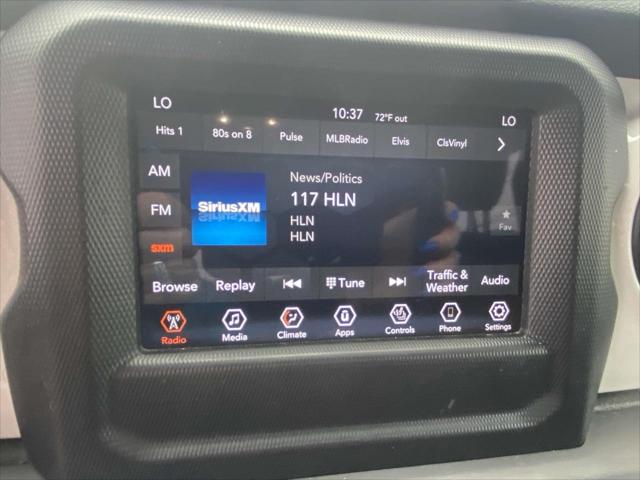 LO 10:37 72°F out LO
Hits 1 80s on 8 Pulse MLBRadio Elvis ClsVinyl
AM
FM
sxm
SiriusXM
News/Politics
117 HLN
HLN
HLN
Fav
Browse Replay Tune Traffic & Weather Audio
Radio Media Climate Apps Controls Phone Settings